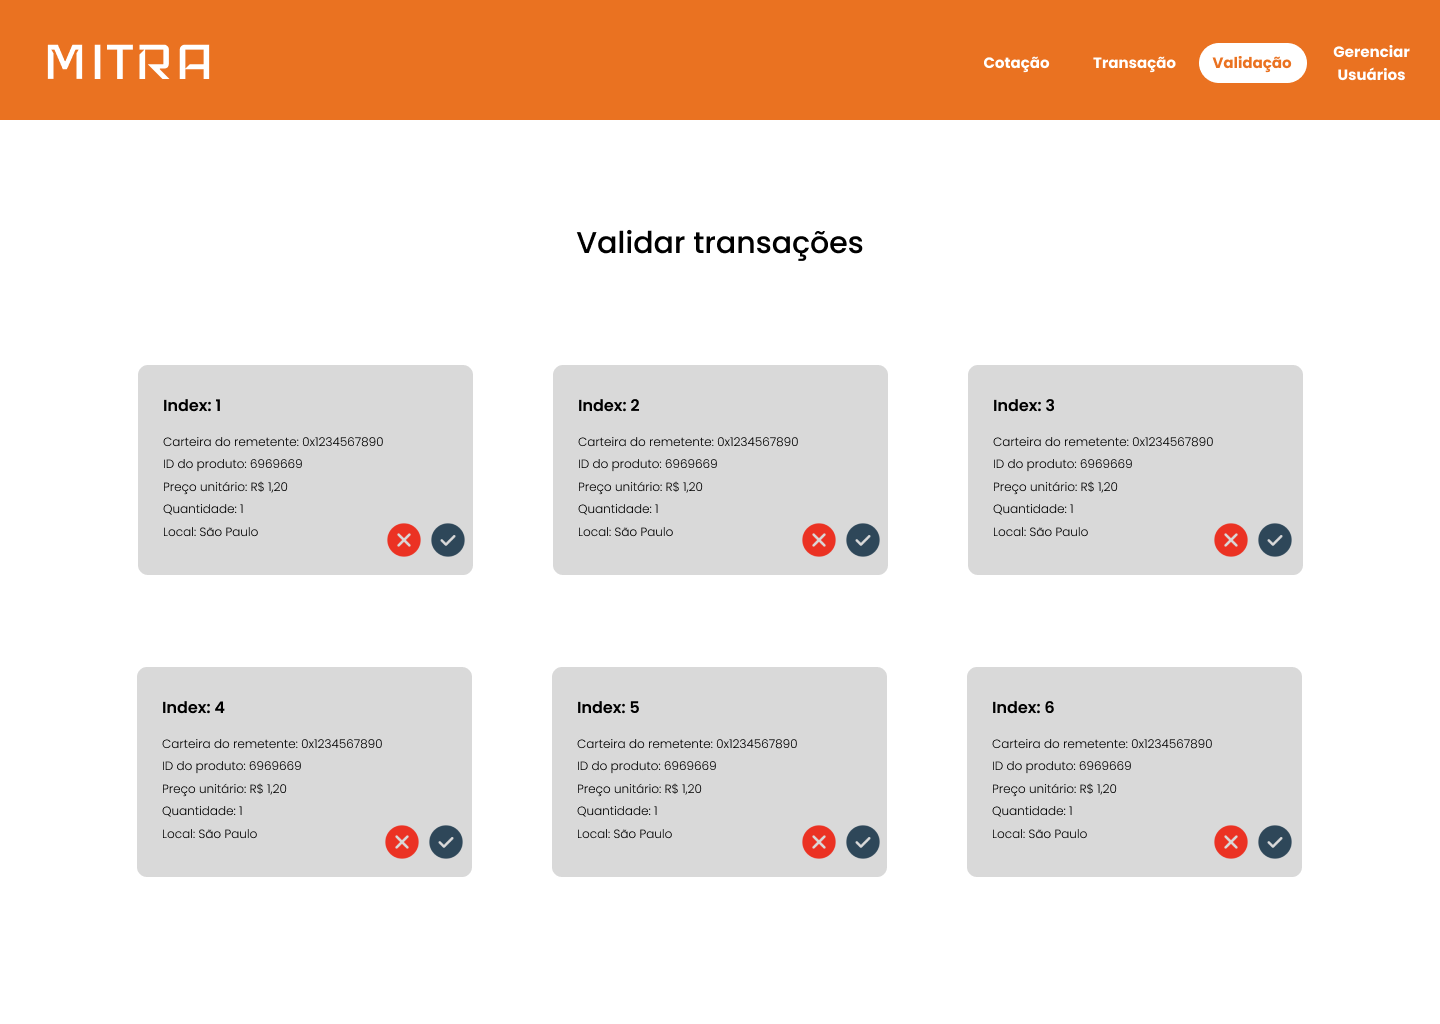 MITRA
Cotação
Transação
Validação
Gerenciar
Usuários
Validar transações
Index: 1
Carteira do remetente: 0x1234567890
ID do produto: 6969669
Preço unitário: R$ 1,20
Quantidade: 1
Local: São Paulo
Index: 2
Carteira do remetente: 0x1234567890
ID do produto: 6969669
Preço unitário: R$ 1,20
Quantidade: 1
Local: São Paulo
Index: 3
Carteira do remetente: 0x1234567890
ID do produto: 6969669
Preço unitário: R$ 1,20
Quantidade: 1
Local: São Paulo
Index: 4
Carteira do remetente: 0x1234567890
ID do produto: 6969669
Preço unitário: R$ 1,20
Quantidade: 1
Local: São Paulo
Index: 5
Carteira do remetente: 0x1234567890
ID do produto: 6969669
Preço unitário: R$ 1,20
Quantidade: 1
Local: São Paulo
Index: 6
Carteira do remetente: 0x1234567890
ID do produto: 6969669
Preço unitário: R$ 1,20
Quantidade: 1
Local: São Paulo